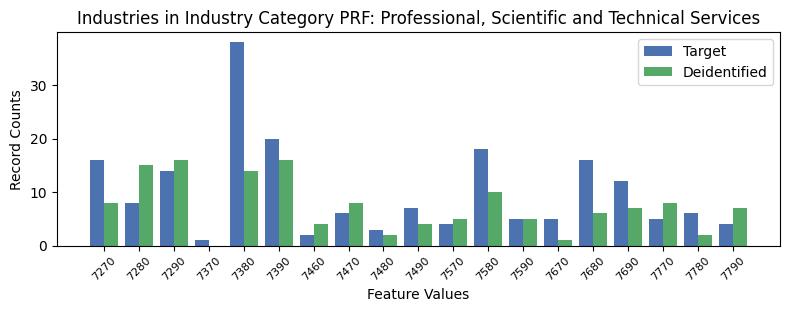 Industries in Industry Category PRF: Professional, Scientific and Technical Services
Target
Deidentified
Record Counts
30
20
10
0
7270 7280 7290 7370 7380 7390 7460 7470 7480 7490 7570 7580 7590 7670 7680 7690 7770 7780 7790
Feature Values